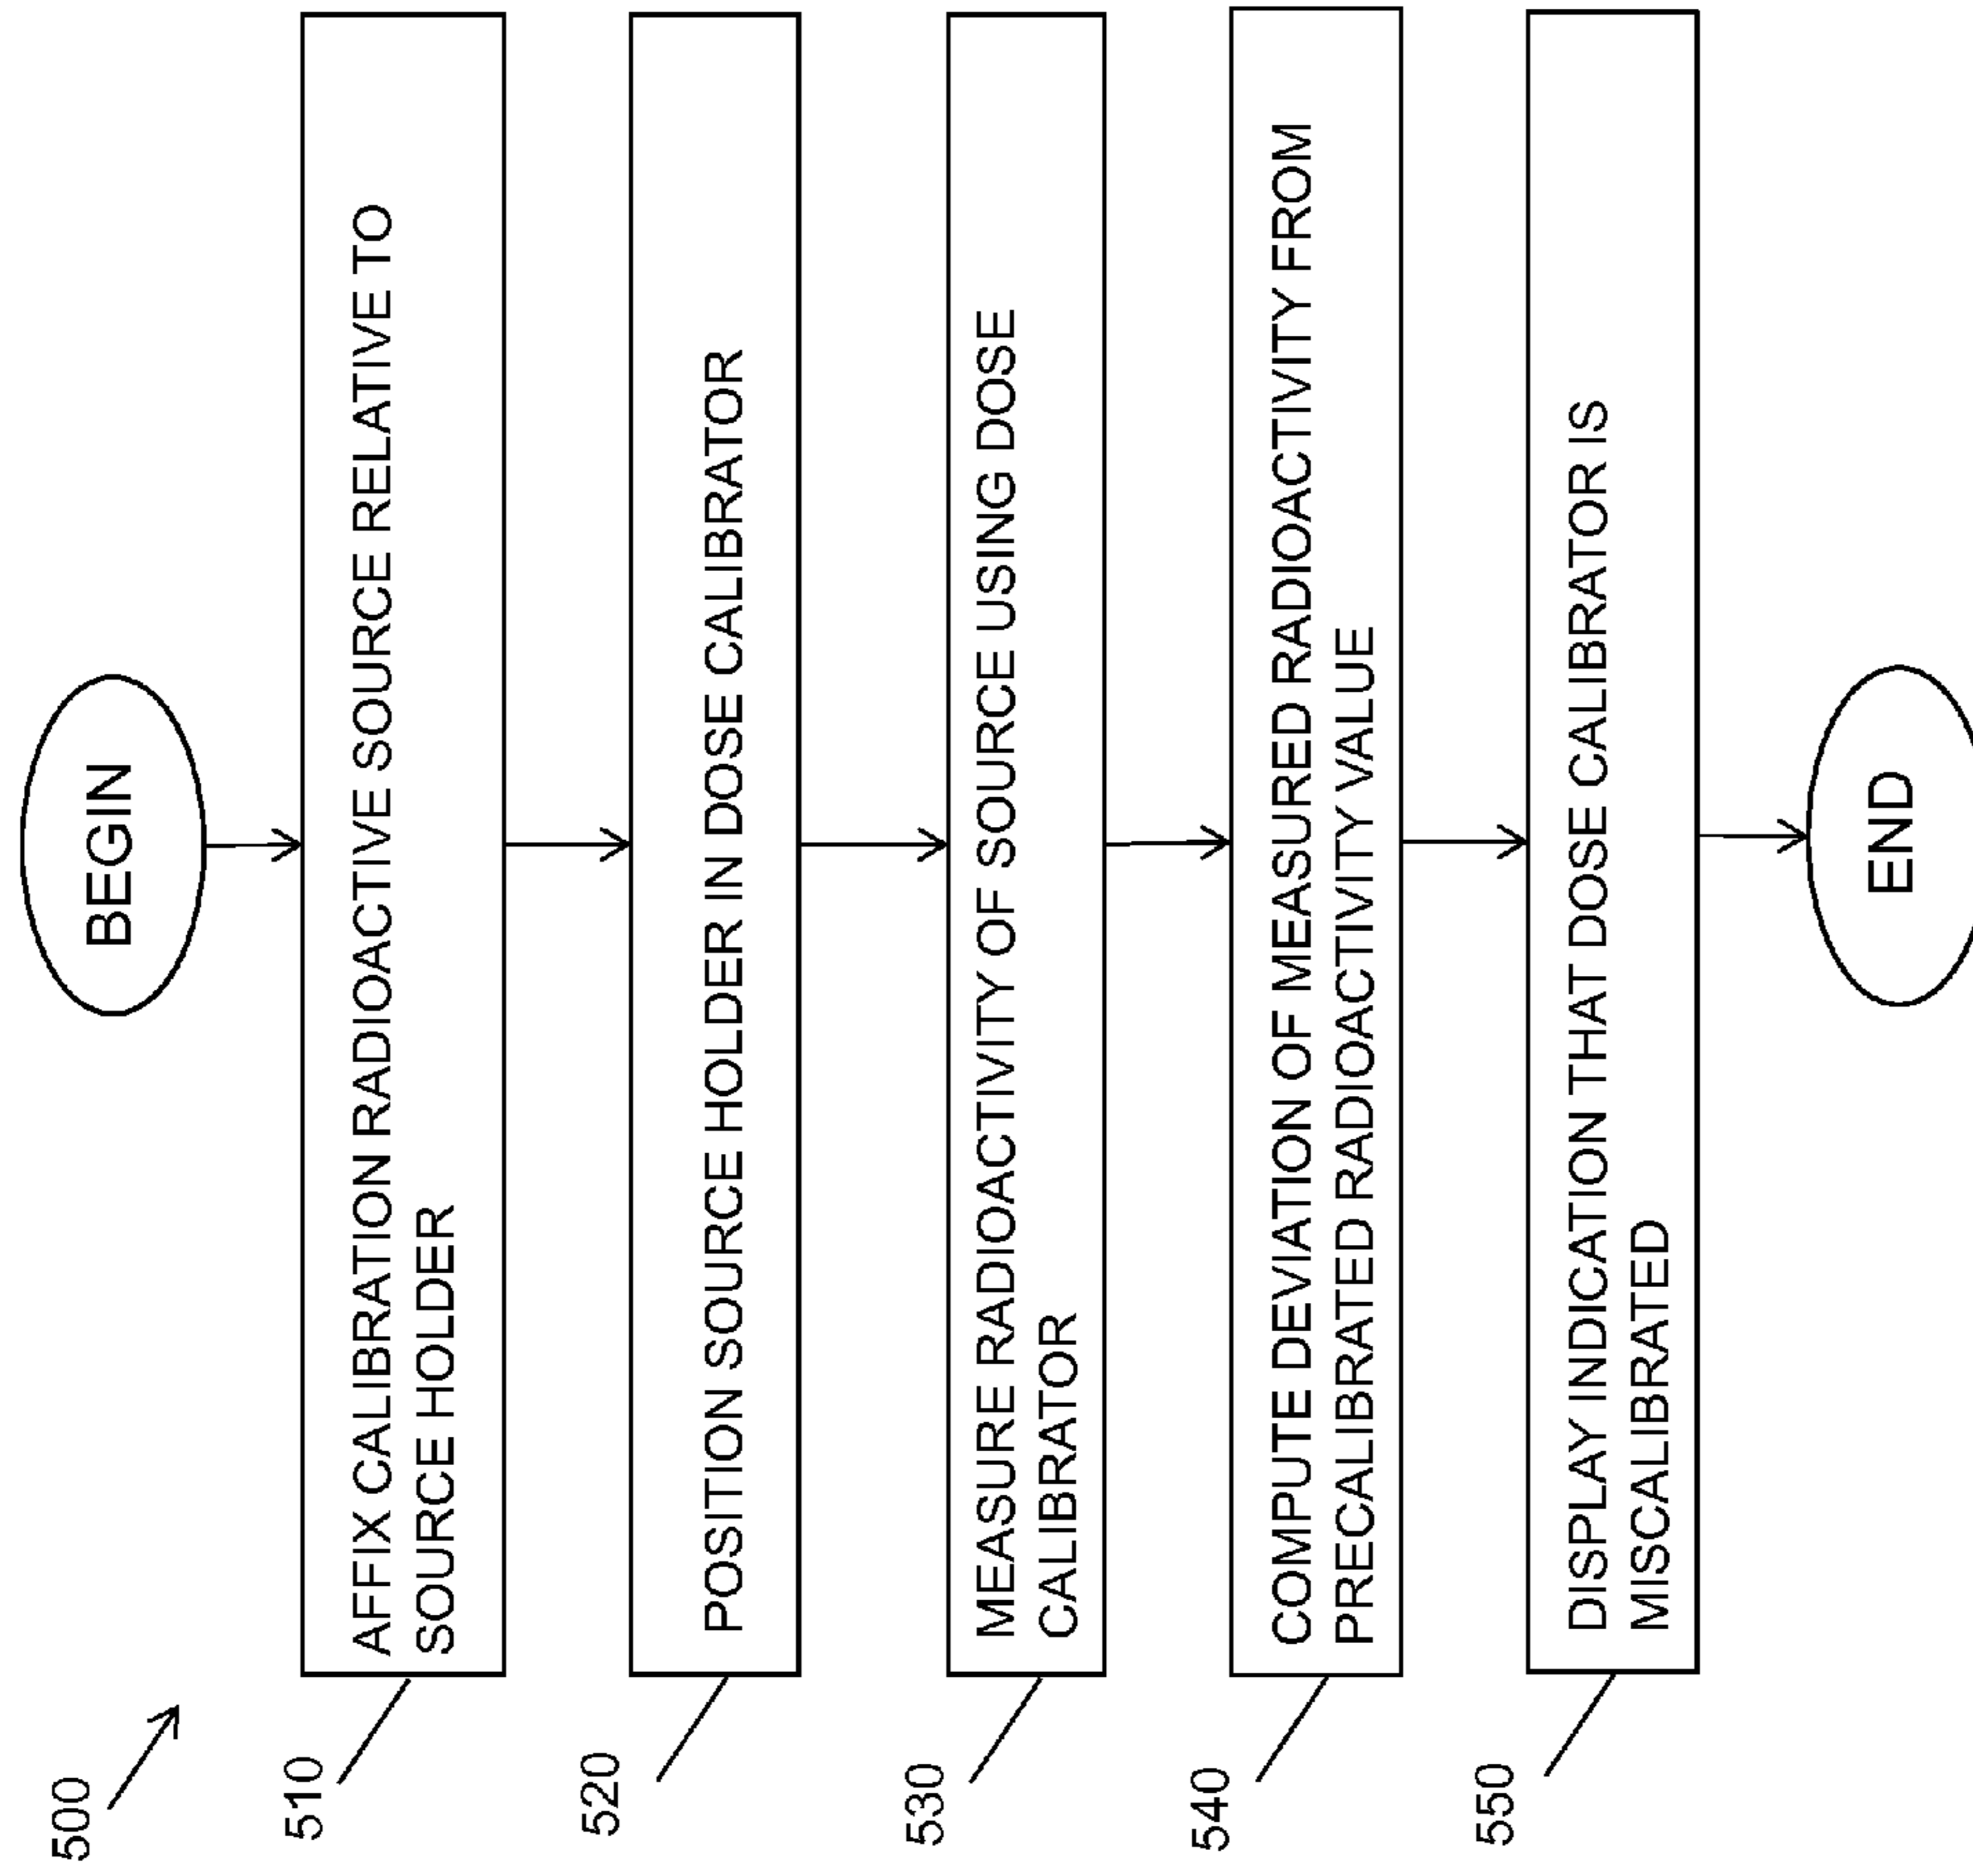 500
BEGIN
510
AFFIX CALIBRATION RADIOACTIVE SOURCE RELATIVE TO
SOURCE HOLDER
520
POSITION SOURCE HOLDER IN DOSE CALIBRATOR
530
MEASURE RADIOACTIVITY OF SOURCE USING DOSE
CALIBRATOR
540
COMPUTE DEVIATION OF MEASURED RADIOACTIVITY FROM
PRECALIBRATED RADIOACTIVITY VALUE
550
DISPLAY INDICATION THAT DOSE CALIBRATOR IS
MISCALIBRATED
END